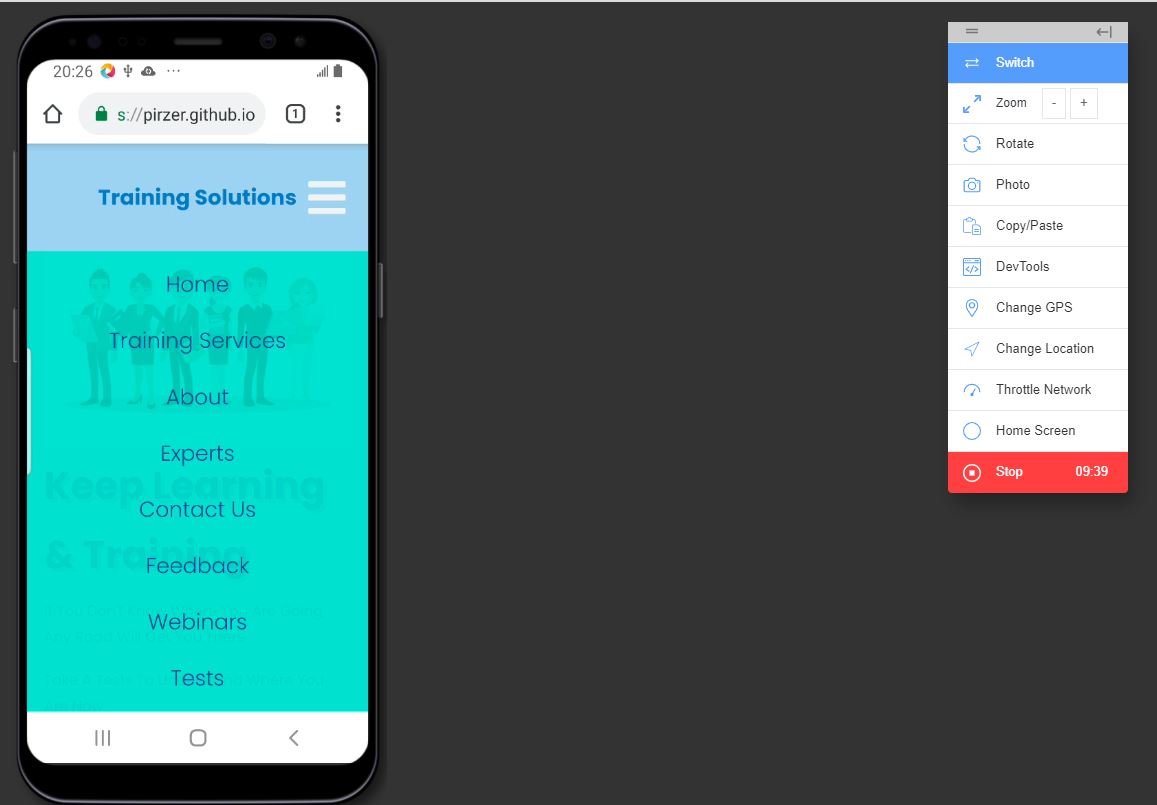 20:26
s://pirzer.github.io
1
Training Solutions
Home
Training Services
About
Experts
Keep Learning
Contact Us
& Training
Feedback
If You Don't Know Where You Are Going,
Webinars
Any Road Will Get You There
Tests
Take A Tests To Understand Where You
Are Now
Switch
Zoom - +
Rotate
Photo
Copy/Paste
DevTools
Change GPS
Change Location
Throttle Network
Home Screen
Stop 09:39